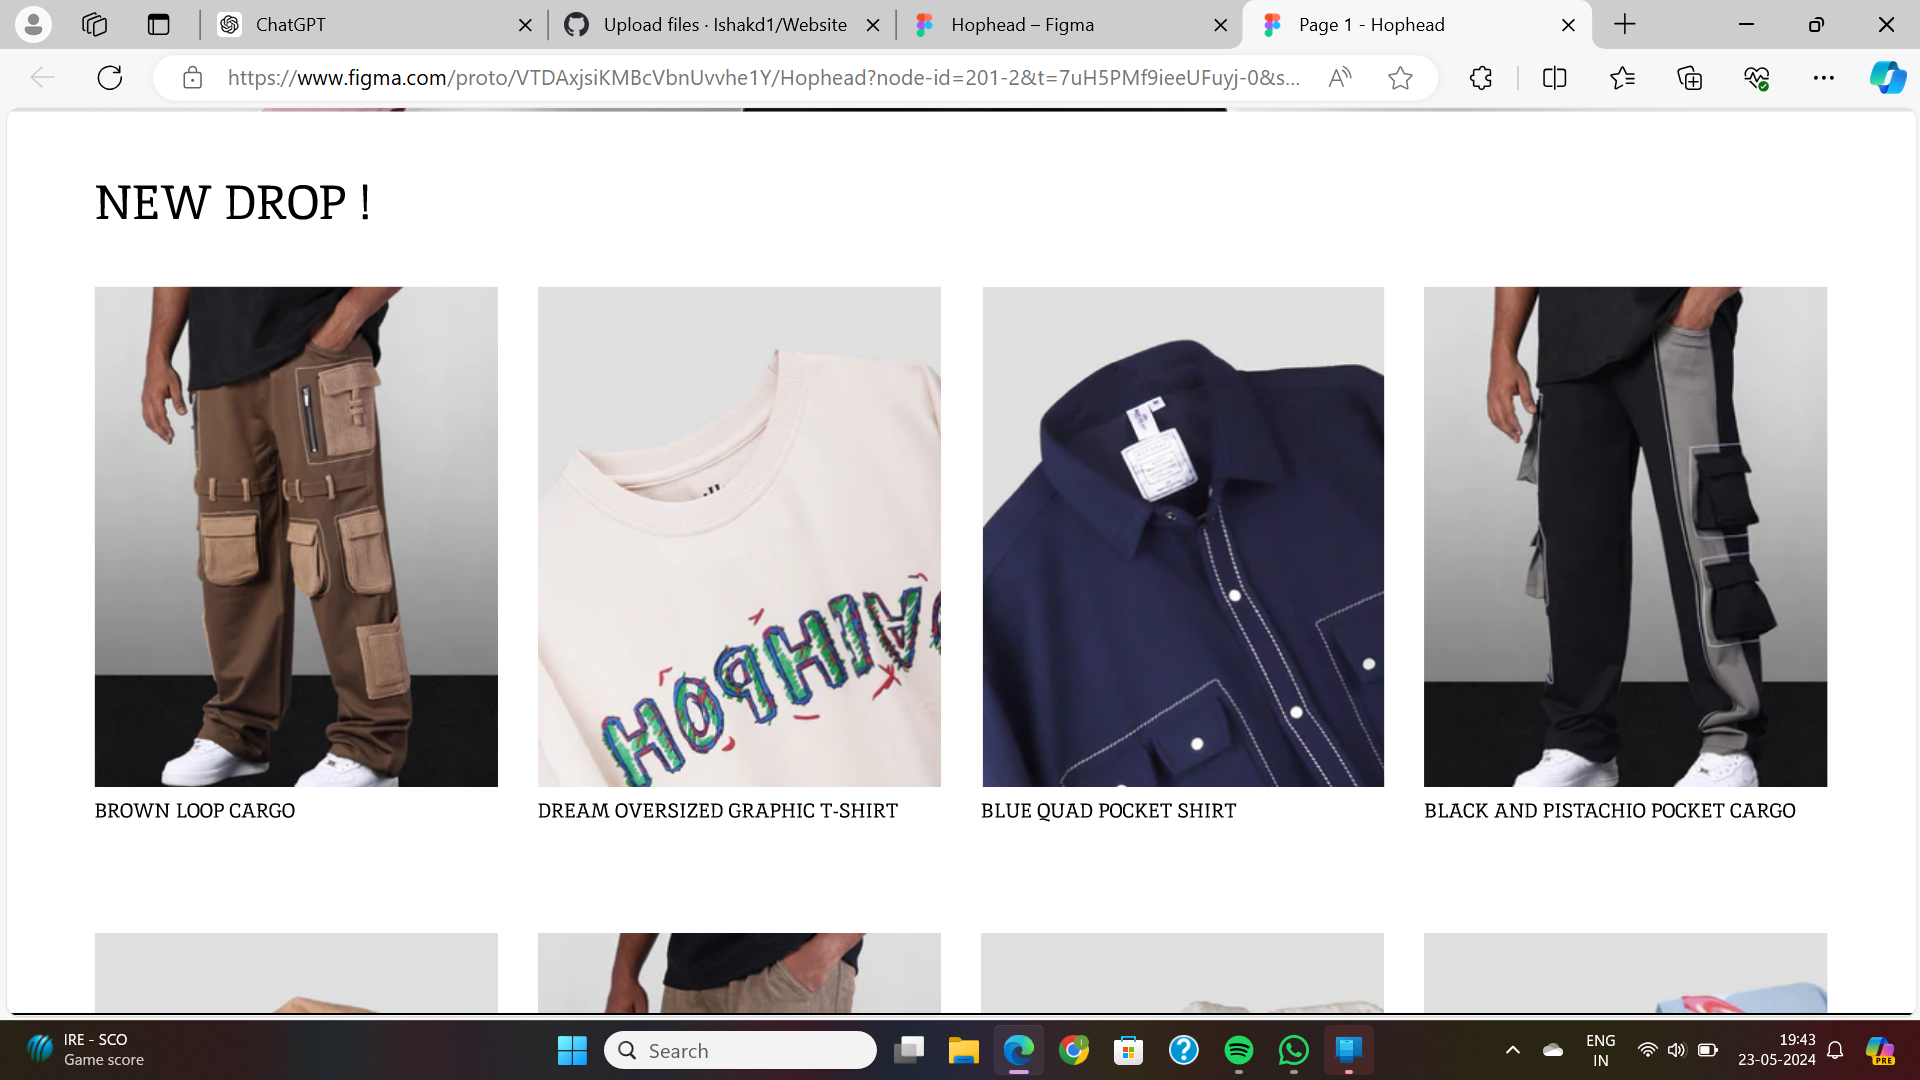 ChatGPT
Upload files · Ishakd1/Website
Hophead – Figma
Page 1 - Hophead
https://www.figma.com/proto/VTDAxjsiKMBcVbnUvvhe1Y/Hophead?node-id=201-2&t=7uH5PMf9ieeUFuyj-0&s...
NEW DROP !
BROWN LOOP CARGO
DREAM OVERSIZED GRAPHIC T-SHIRT
BLUE QUAD POCKET SHIRT
BLACK AND PISTACHIO POCKET CARGO
IRE - SCO
Game score
Search
ENG
IN
19:43
23-05-2024
PRE